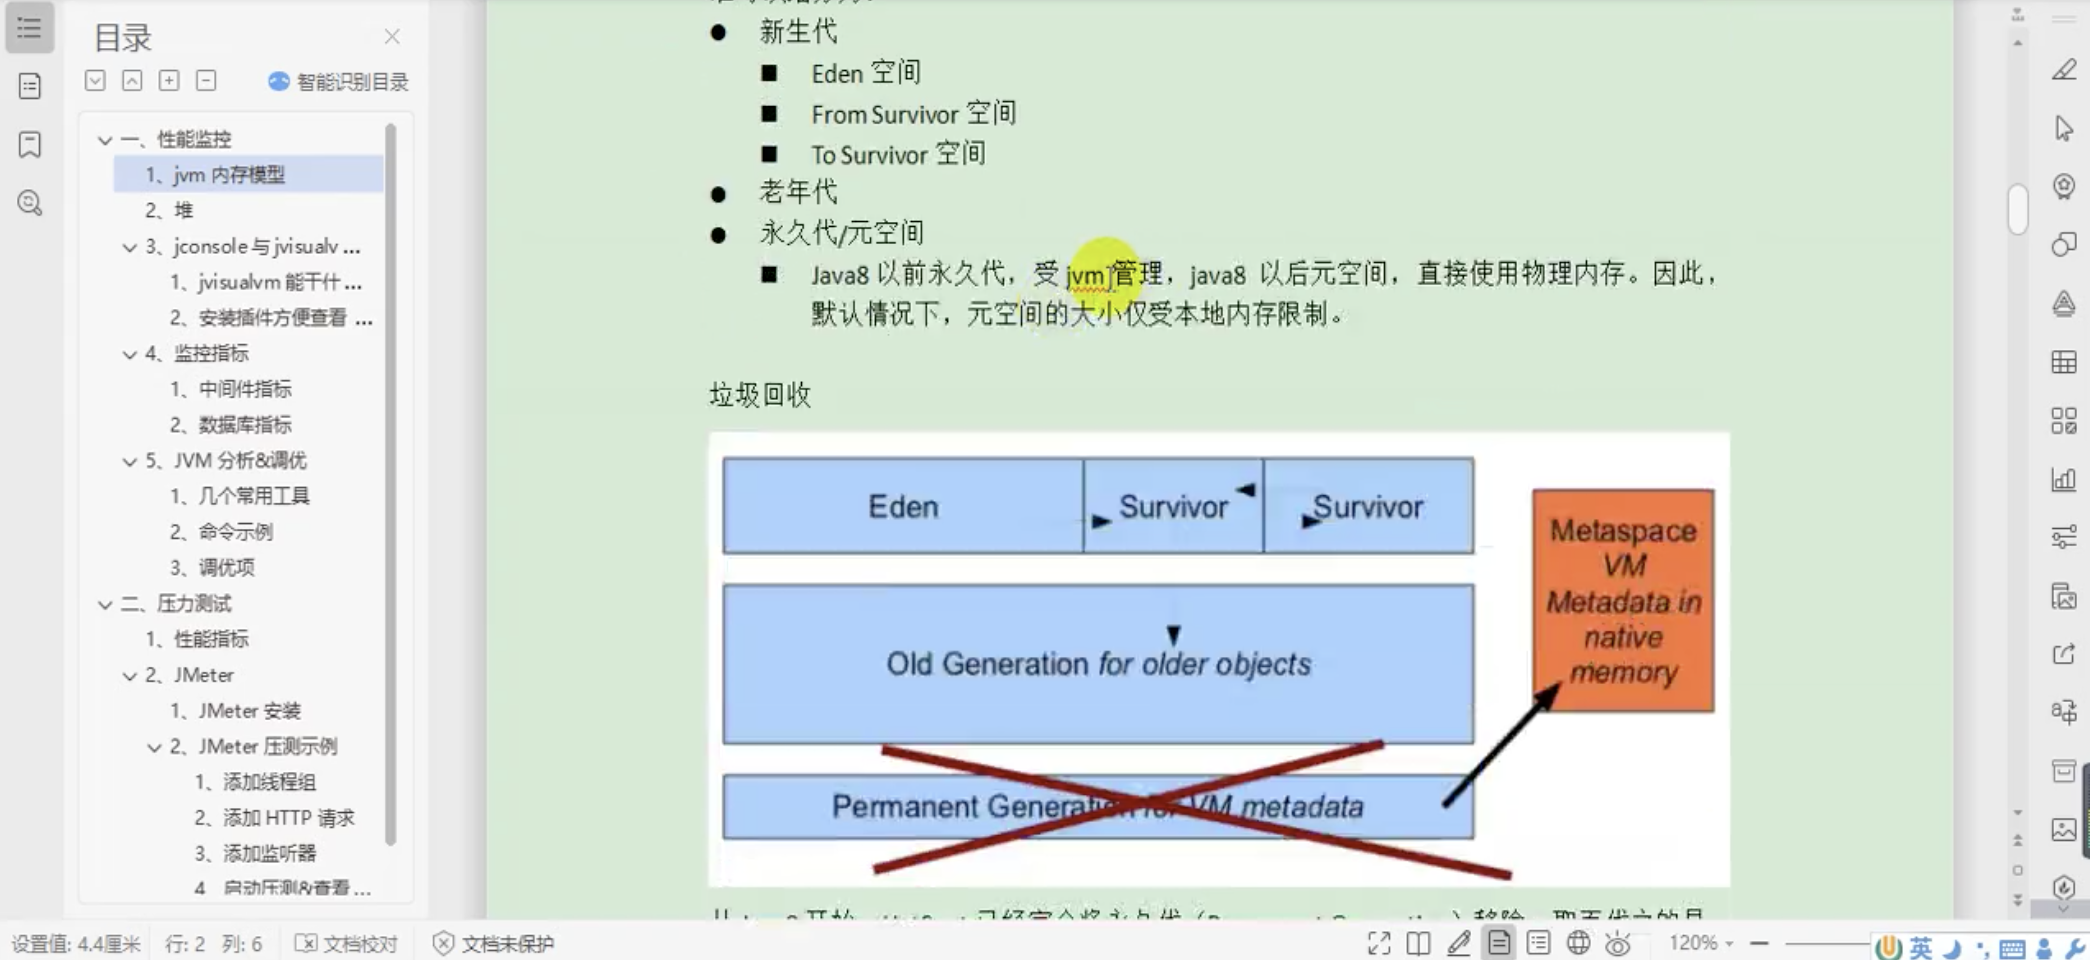 目录
智能识别目录
一、性能监控
1、jvm 内存模型
2、堆
3、jconsole 与 jvisualv ...
1、jvisualvm 能干什 ...
2、安装插件方便查看 ...
4、监控指标
1、中间件指标
2、数据库指标
5、JVM 分析&调优
1、几个常用工具
2、命令示例
3、调优项
二、压力测试
1、性能指标
2、JMeter
1、JMeter 安装
2、JMeter 压测示例
1、添加线程组
2、添加 HTTP 请求
3、添加监听器
4、启动压测&查看 ...
新生代
Eden 空间
From Survivor 空间
To Survivor 空间
老年代
永久代/元空间
Java8 以前永久代，受 jvm 管理，java8 以后元空间，直接使用物理内存。因此，
默认情况下，元空间的大小仅受本地内存限制。
垃圾回收
Eden
Survivor
Survivor
Old Generation for older objects
Permanent Generation for VM metadata
Metaspace
VM
Metadata in
native
memory
设置值: 4.4厘米 行: 2 列: 6 文档校对 文档未保护
120%
英